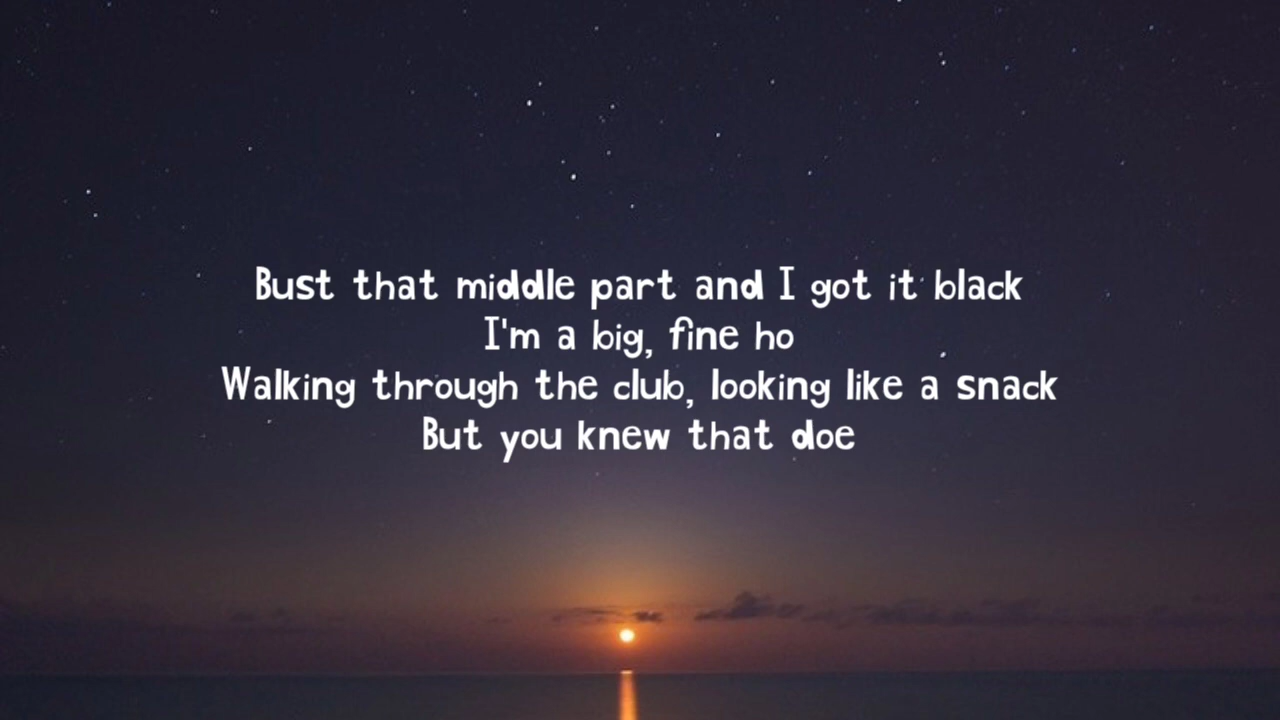 Bust that middle part and I got it black
I'm a big, fine ho
Walking through the club, looking like a snack
But you knew that doe